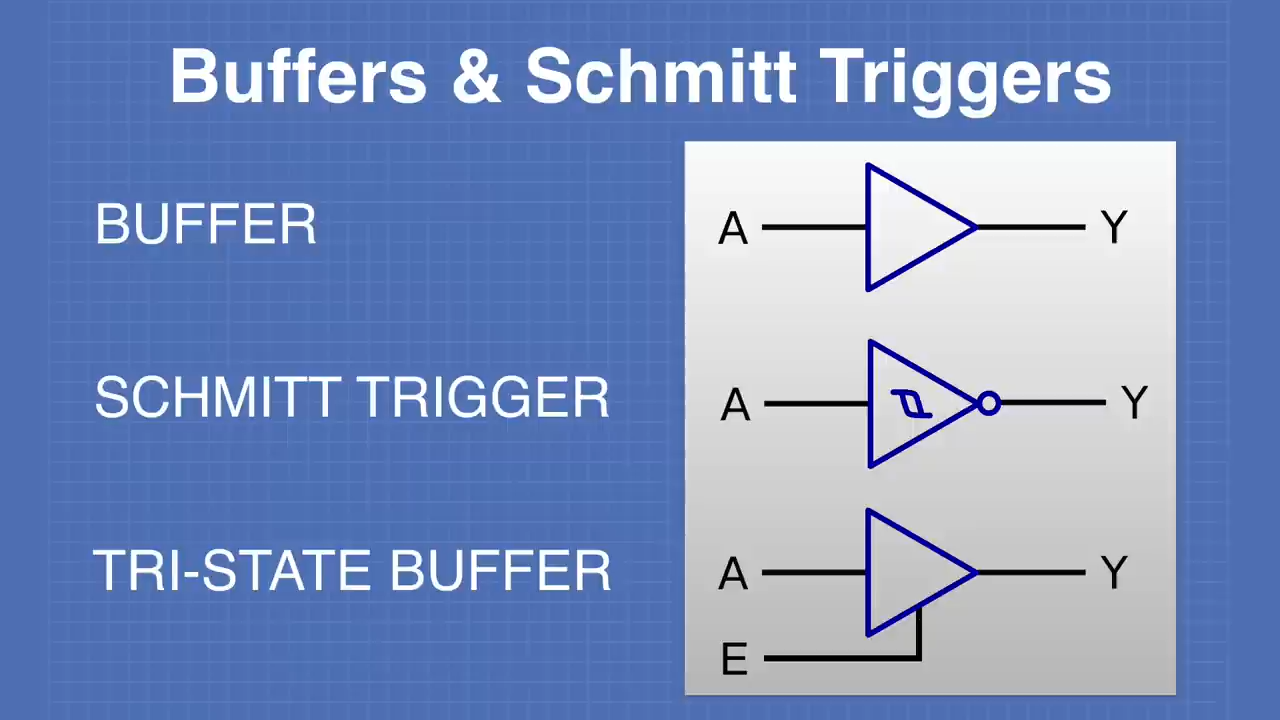 Buffers & Schmitt Triggers
BUFFER
A Y
SCHMITT TRIGGER
A Y
TRI-STATE BUFFER
A Y
E